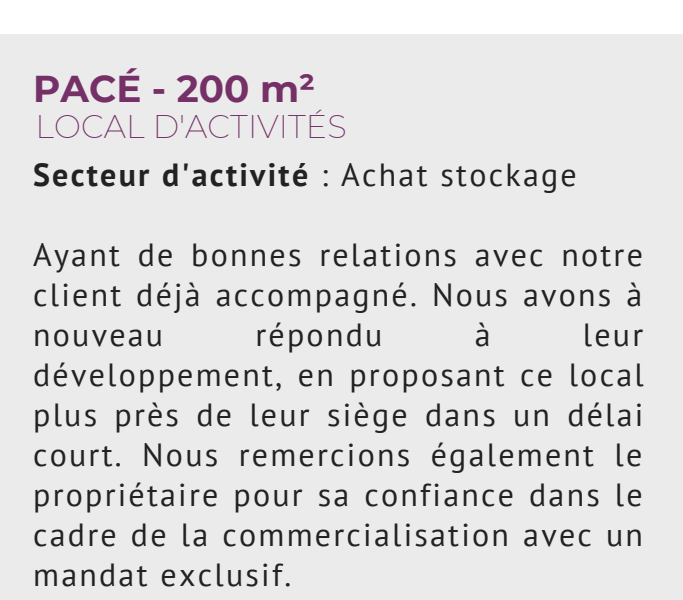 PACÉ - 200 m²
LOCAL D'ACTIVITÉS
Secteur d'activité : Achat stockage
Ayant de bonnes relations avec notre
client déjà accompagné. Nous avons à
nouveau répondu à leur
développement, en proposant ce local
plus près de leur siège dans un délai
court. Nous remercions également le
propriétaire pour sa confiance dans le
cadre de la commercialisation avec un
mandat exclusif.